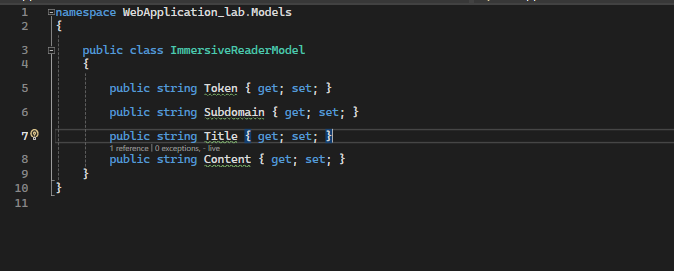 1 namespace WebApplication_lab.Models
2 {
3 public class ImmersiveReaderModel
4 {
5 public string Token { get; set; }
6 public string Subdomain { get; set; }
7 public string Title { get; set; }
1 reference | 0 exceptions, - live
8 public string Content { get; set; }
9 }
10 }
11